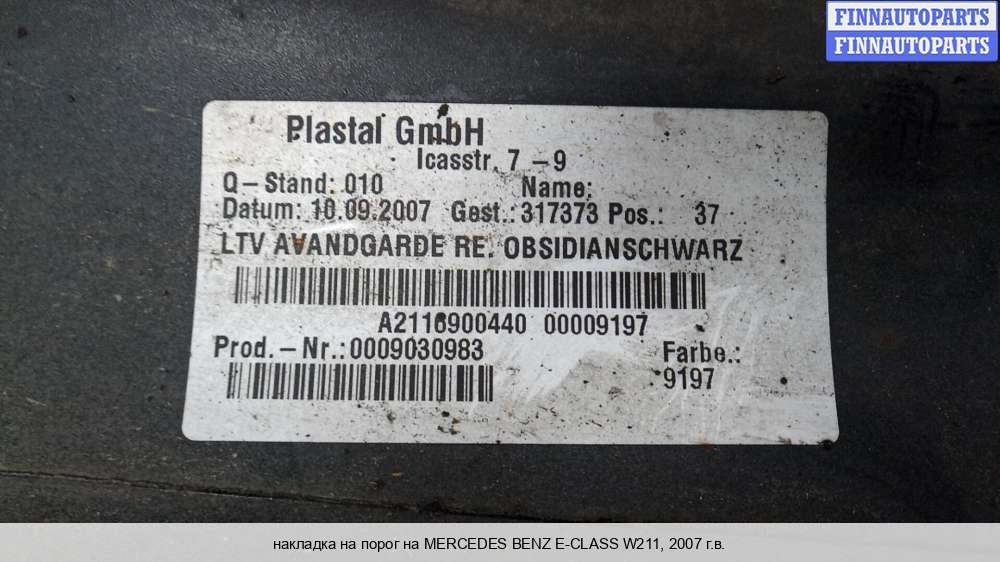 FINNAUTOPARTS
FINNAUTOPARTS
Plastal GmbH
Icasstr. 7 – 9
Q – Stand: 010 Name:
Datum: 10.09.2007 Gest.: 317373 Pos.: 37
LTV AVANDGARDE RE. OBSIDIANSCHWARZ
A2116900440 00009197
Prod. – Nr.:0009030983 Farbe.:
9197
накладка на порог на MERCEDES BENZ E-CLASS W211, 2007 г.в.